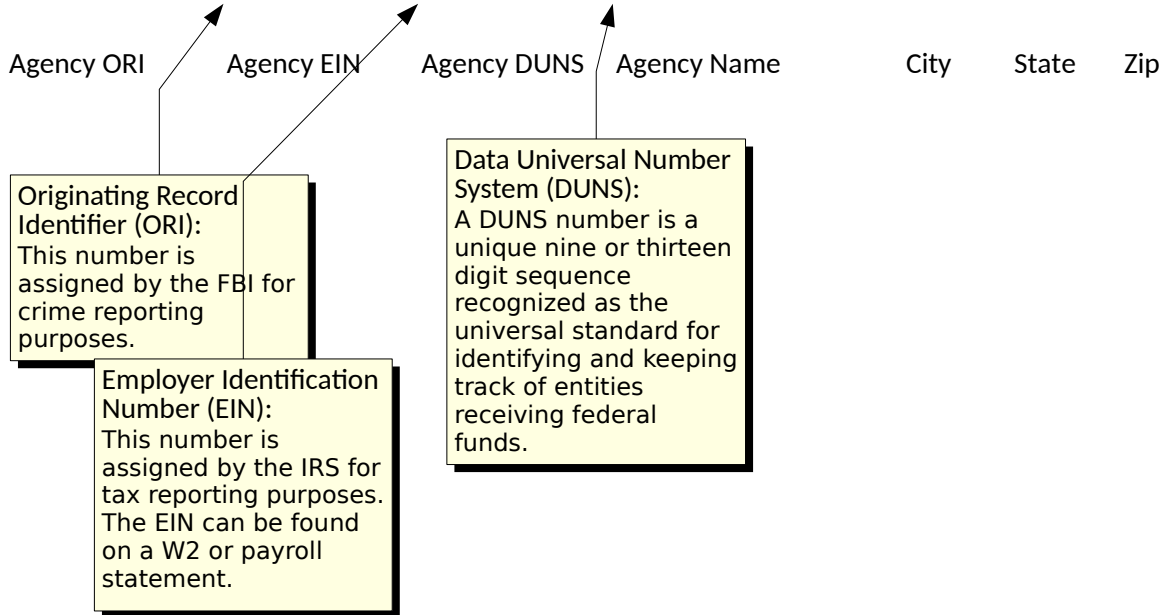 Agency ORI Agency EIN Agency DUNS Agency Name City State Zip
Originating Record
Identifier (ORI):
This number is
assigned by the FBI for
crime reporting
purposes.
Employer Identification
Number (EIN):
This number is
assigned by the IRS for
tax reporting purposes.
The EIN can be found
on a W2 or payroll
statement.
Data Universal Number
System (DUNS):
A DUNS number is a
unique nine or thirteen
digit sequence
recognized as the
universal standard for
identifying and keeping
track of entities
receiving federal
funds.